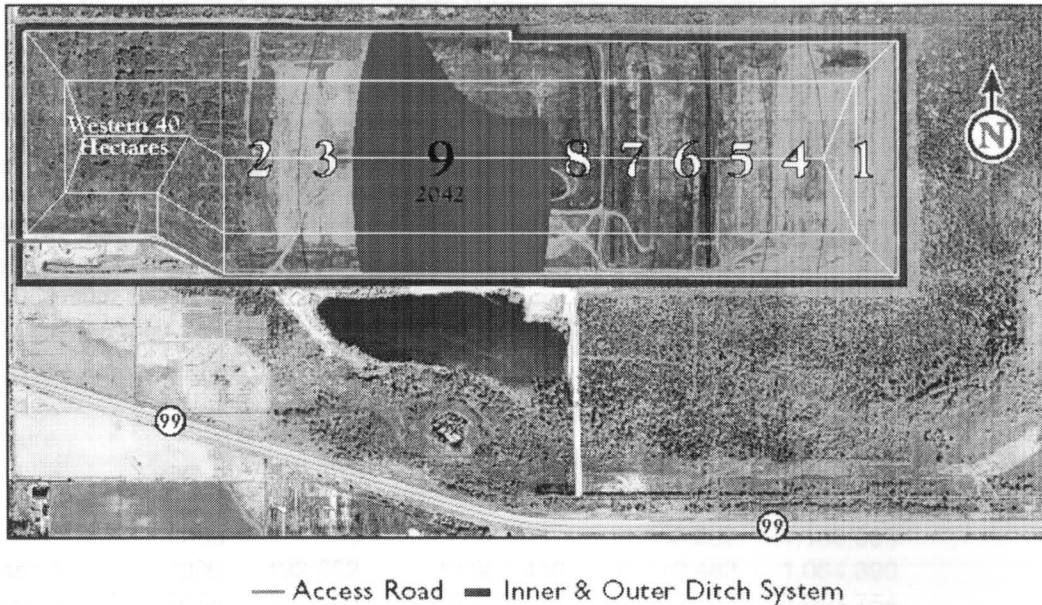 Western 40
Hectares
2 3 9 8 7 6 5 4 1
2042
N
99
99
Access Road Inner & Outer Ditch System